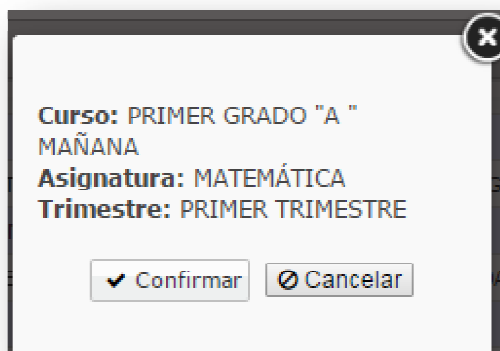 Curso: PRIMER GRADO "A "
MAÑANA
Asignatura: MATEMÁTICA
Trimestre: PRIMER TRIMESTRE
Confirmar Cancelar